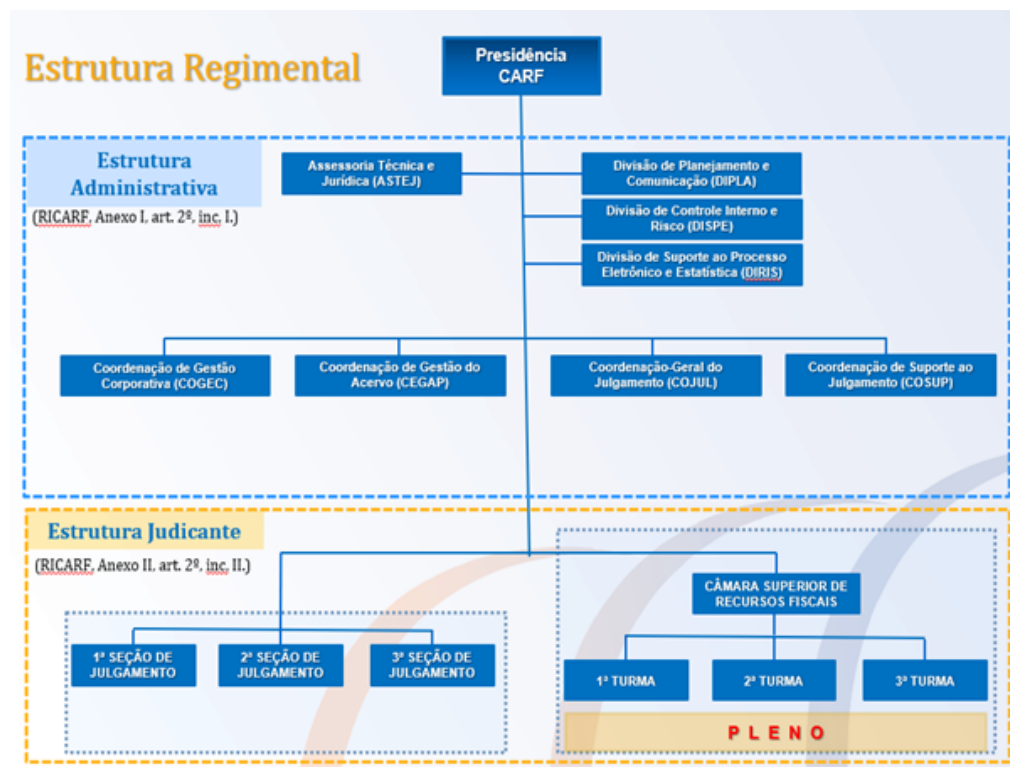 Estrutura Regimental
Presidência
CARF
Estrutura
Administrativa
(RICARF, Anexo I, art. 2º, inc, I.)
Assessoria Técnica e
Jurídica (ASTEJ)
Divisão de Planejamento e
Comunicação (DIPLA)
Divisão de Controle Interno e
Risco (DISPE)
Divisão de Suporte ao Processo
Eletrônico e Estatística (DIRIS)
Coordenação de Gestão
Corporativa (COGEC)
Coordenação de Gestão do
Acervo (CEGAP)
Coordenação-Geral do
Julgamento (COJUL)
Coordenação de Suporte ao
Julgamento (COSUP)
Estrutura Judicante
(RICARF, Anexo II, art. 2º, inc, II.)
CÂMARA SUPERIOR DE
RECURSOS FISCAIS
1ª SEÇÃO DE
JULGAMENTO
2ª SEÇÃO DE
JULGAMENTO
3ª SEÇÃO DE
JULGAMENTO
1ª TURMA
2ª TURMA
3ª TURMA
P L E N O